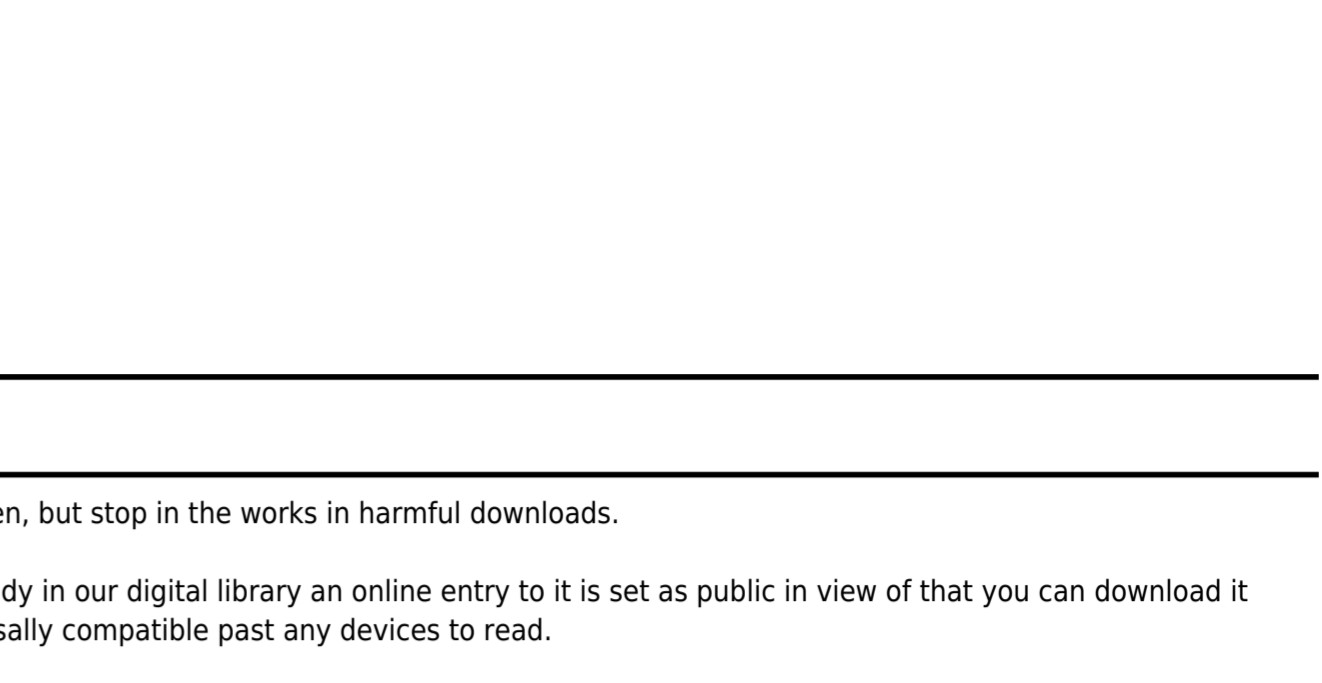 en, but stop in the works in harmful downloads.
dy in our digital library an online entry to it is set as public in view of that you can download it
sally compatible past any devices to read.